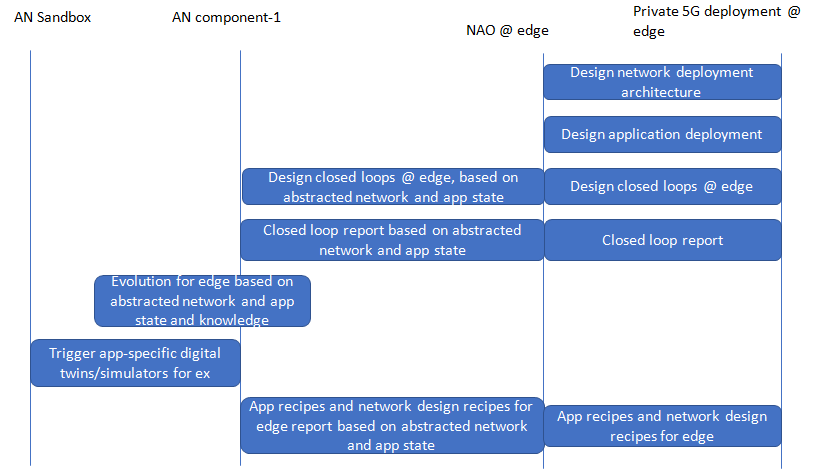 AN Sandbox
AN component-1
NAO @ edge
Private 5G deployment @
edge
Design network deployment
architecture
Design application deployment
Design closed loops @ edge, based on
abstracted network and app state
Design closed loops @ edge
Closed loop report based on abstracted
network and app state
Closed loop report
Evolution for edge based on
abstracted network and app
state and knowledge
Trigger app-specific digital
twins/simulators for ex
App recipes and network design recipes for
edge report based on abstracted network
and app state
App recipes and network design
recipes for edge